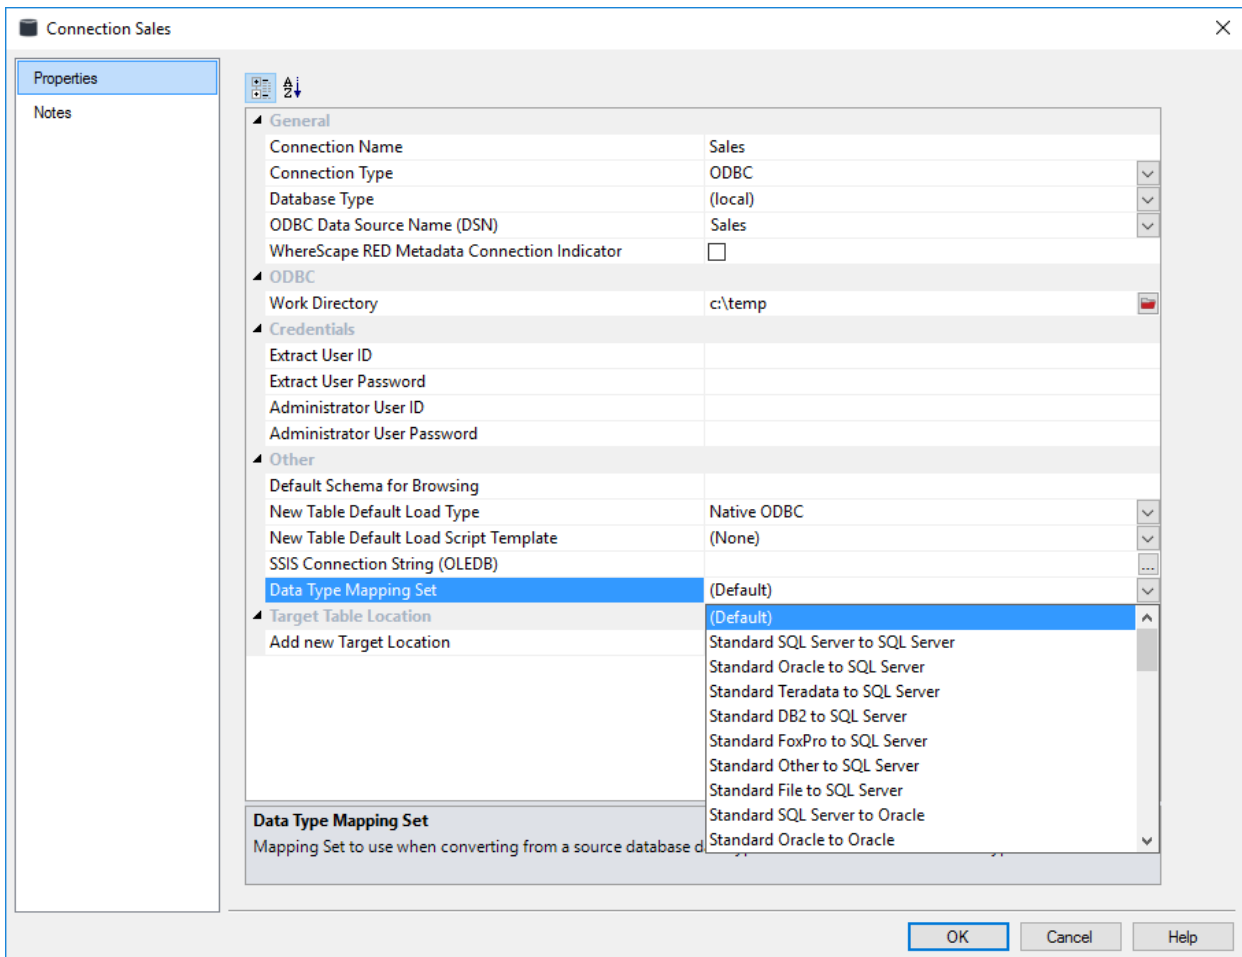 Connection Sales
Properties
Notes
General
Connection Name Sales
Connection Type ODBC
Database Type (local)
ODBC Data Source Name (DSN) Sales
WhereScape RED Metadata Connection Indicator
ODBC
Work Directory c:\temp
Credentials
Extract User ID
Extract User Password
Administrator User ID
Administrator User Password
Other
Default Schema for Browsing
New Table Default Load Type Native ODBC
New Table Default Load Script Template (None)
SSIS Connection String (OLEDB) ...
Data Type Mapping Set (Default)
Target Table Location (Default)
Add new Target Location Standard SQL Server to SQL Server
Standard Oracle to SQL Server
Standard Teradata to SQL Server
Standard DB2 to SQL Server
Standard FoxPro to SQL Server
Standard Other to SQL Server
Standard File to SQL Server
Standard SQL Server to Oracle
Standard Oracle to Oracle
Data Type Mapping Set
Mapping Set to use when converting from a source database
OK Cancel Help